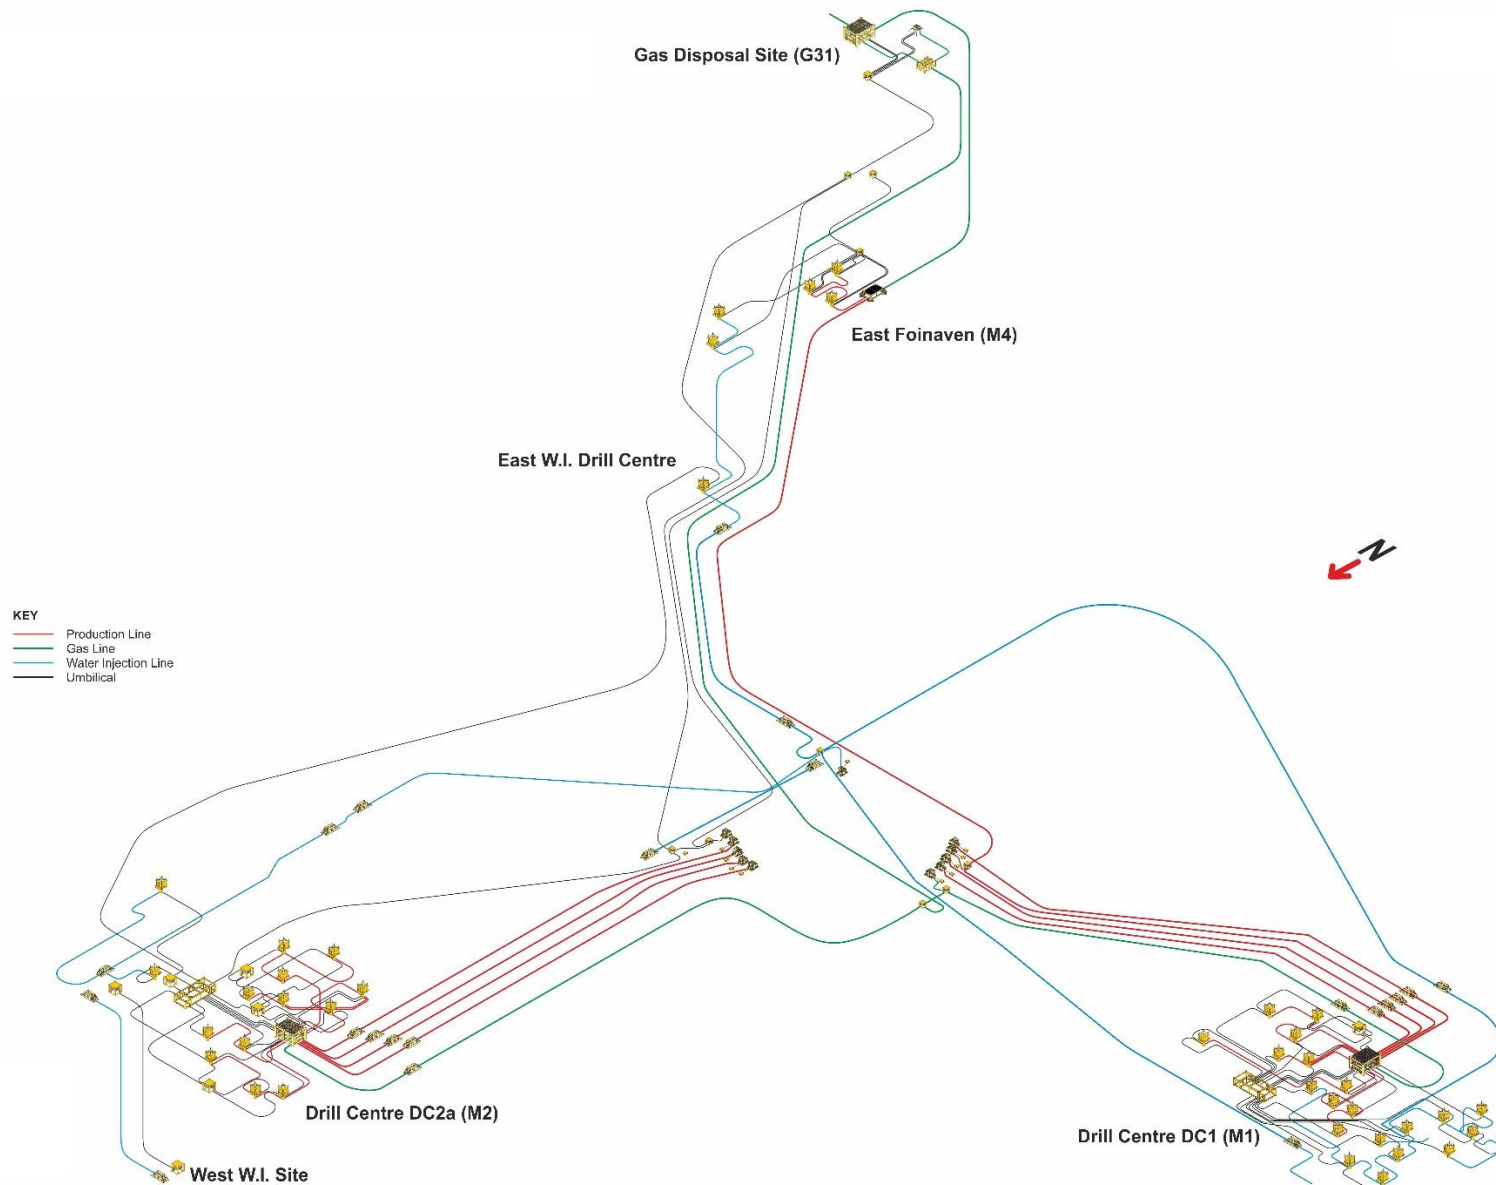 Gas Disposal Site (G31)
East Foinaven (M4)
East W.I. Drill Centre
N
KEY
Production Line
Gas Line
Water Injection Line
Umbilical
Drill Centre DC2a (M2)
Drill Centre DC1 (M1)
West W.I. Site